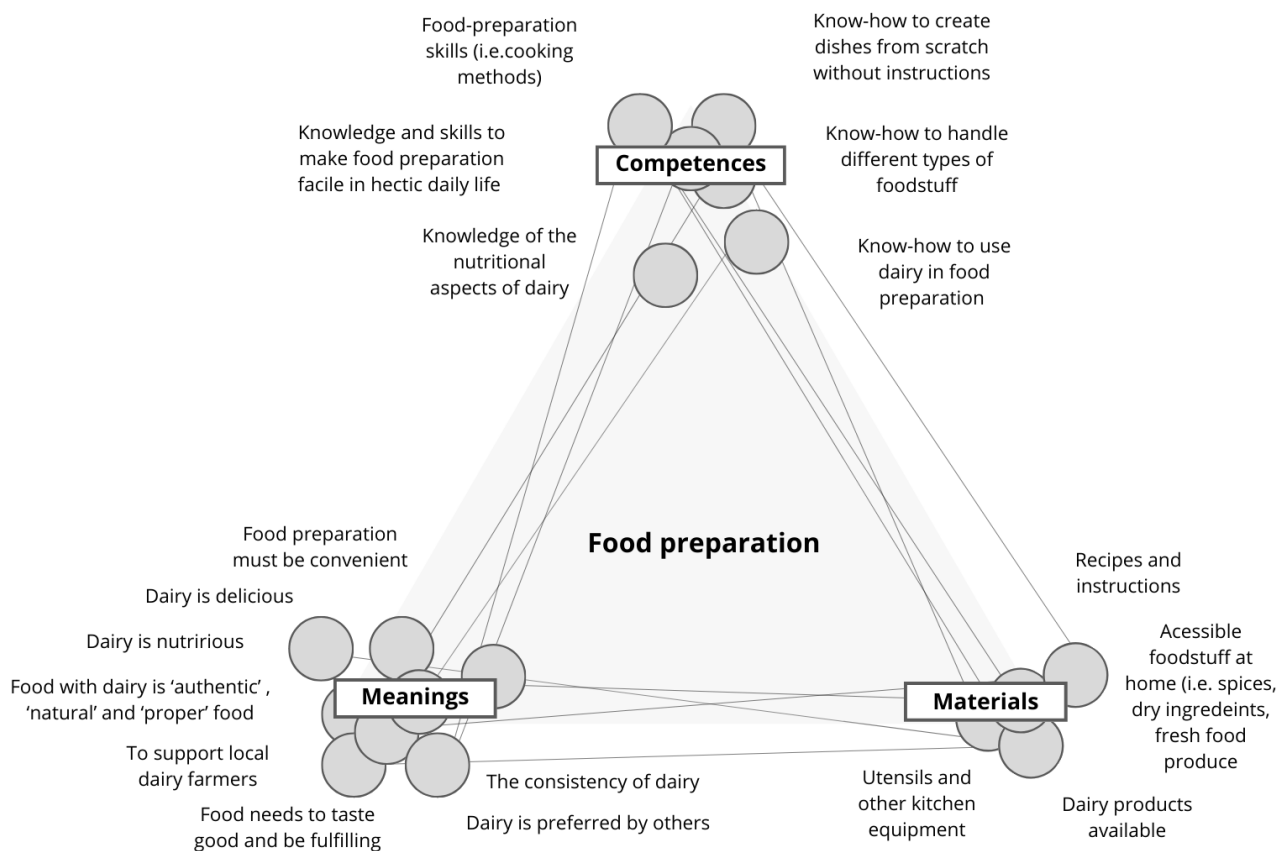 Food-preparation
skills (i.e.cooking
methods)
Know-how to create
dishes from scratch
without instructions
Knowledge and skills to
make food preparation
facile in hectic daily life
Competences
Know-how to handle
different types of
foodstuff
Knowledge of the
nutritional
aspects of dairy
Know-how to use
dairy in food
preparation
Food preparation
Food preparation
must be convenient
Dairy is delicious
Dairy is nutririous
Food with dairy is ‘authentic’ ,
‘natural’ and ‘proper’ food
To support local
dairy farmers
Food needs to taste
good and be fulfilling
Meanings
The consistency of dairy
Dairy is preferred by others
Materials
Recipes and
instructions
Acessible
foodstuff at
home (i.e. spices,
dry ingredeints,
fresh food
produce
Utensils and
other kitchen
equipment
Dairy products
available